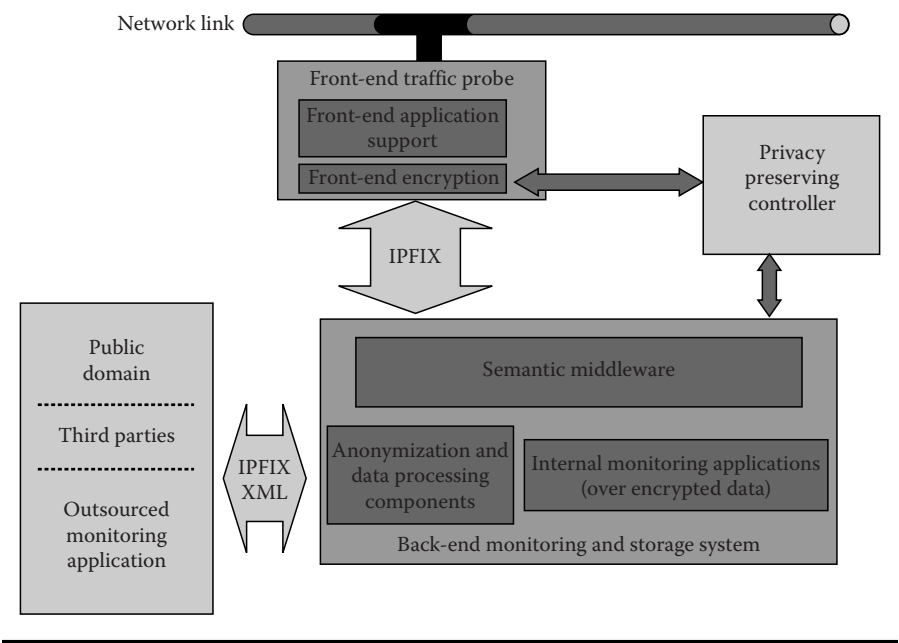 Network link
Front-end traffic probe
Front-end application
support
Front-end encryption
Privacy
preserving
controller
IPFIX
Public
domain
Third parties
Outsourced
monitoring
application
IPFIX
XML
Semantic middleware
Anonymization and
data processing
components
Internal monitoring applications
(over encrypted data)
Back-end monitoring and storage system